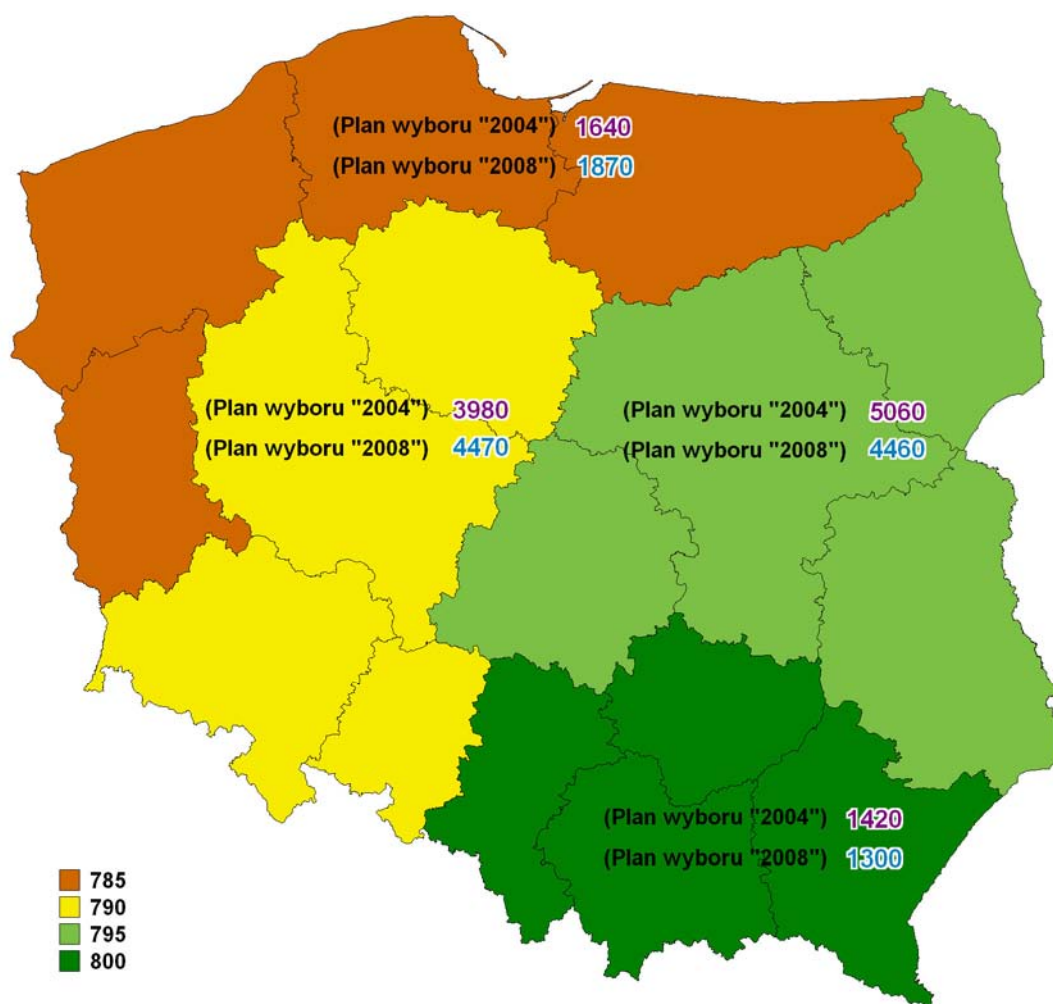 (Plan wyboru "2004") 1640
(Plan wyboru "2008") 1870
(Plan wyboru "2004") 3980
(Plan wyboru "2008") 4470
(Plan wyboru "2004") 5060
(Plan wyboru "2008") 4460
(Plan wyboru "2004") 1420
(Plan wyboru "2008") 1300
785
790
795
800